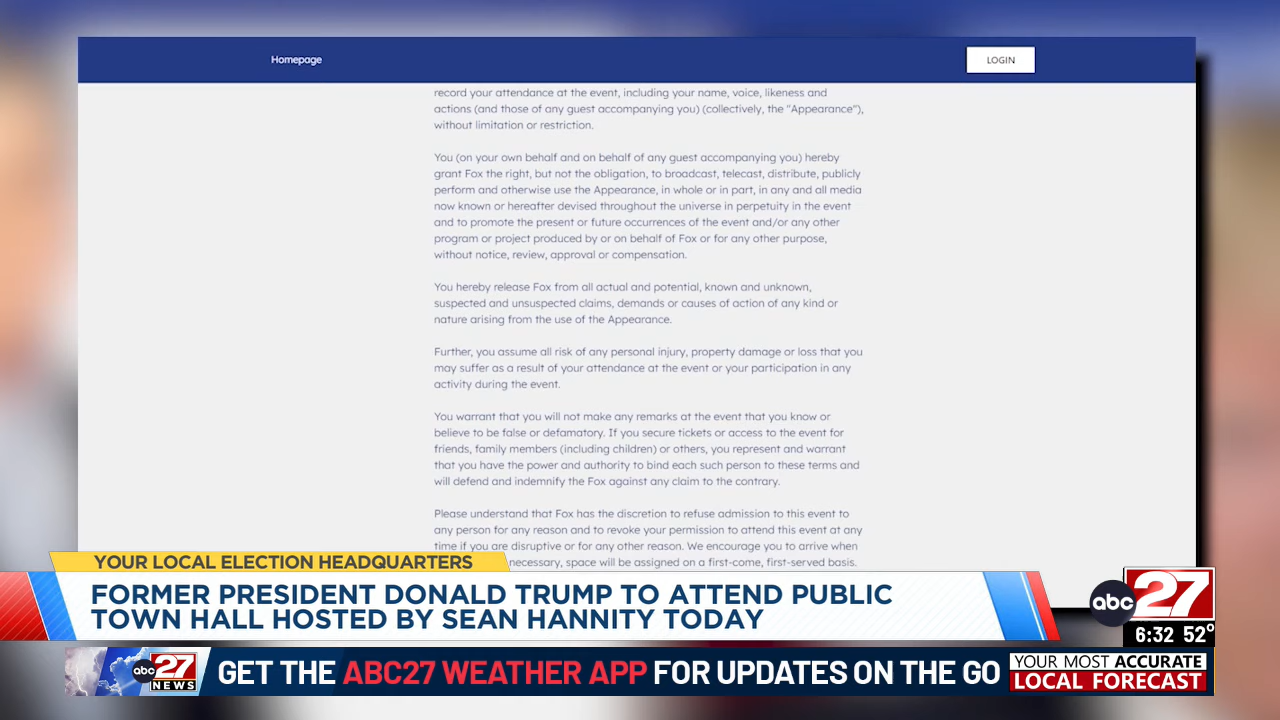 Homepage
LOGIN
record your attendance at the event, including your name, voice, likeness and
actions (and those of any guest accompanying you) (collectively, the "Appearance"),
without limitation or restriction.
You (on your own behalf and on behalf of any guest accompanying you) hereby
grant Fox the right, but not the obligation, to broadcast, telecast, distribute, publicly
perform and otherwise use the Appearance, in whole or in part, in any and all media
now known or hereafter devised throughout the universe in perpetuity in the event
and to promote the present or future occurrences of the event and/or any other
program or project produced by or on behalf of Fox or for any other purpose,
without notice, review, approval or compensation.
You hereby release Fox from all actual and potential, known and unknown,
suspected and unsuspected claims, demands or causes of action of any kind or
nature arising from the use of the Appearance.
Further, you assume all risk of any personal injury, property damage or loss that you
may suffer as a result of your attendance at the event or your participation in any
activity during the event.
You warrant that you will not make any remarks at the event that you know or
believe to be false or defamatory. If you secure tickets or access to the event for
friends, family members (including children) or others, you represent and warrant
that you have the power and authority to bind each such person to these terms and
will defend and indemnify the Fox against any claim to the contrary.
Please understand that Fox has the discretion to refuse admission to this event to
any person for any reason and to revoke your permission to attend this event at any
time if you are disruptive or for any other reason. We encourage you to arrive when
necessary, space will be assigned on a first-come, first-served basis.
YOUR LOCAL ELECTION HEADQUARTERS
FORMER PRESIDENT DONALD TRUMP TO ATTEND PUBLIC
TOWN HALL HOSTED BY SEAN HANNITY TODAY
abc 27
6:32 52°
abc 27 NEWS
GET THE ABC27 WEATHER APP FOR UPDATES ON THE GO
YOUR MOST ACCURATE
LOCAL FORECAST